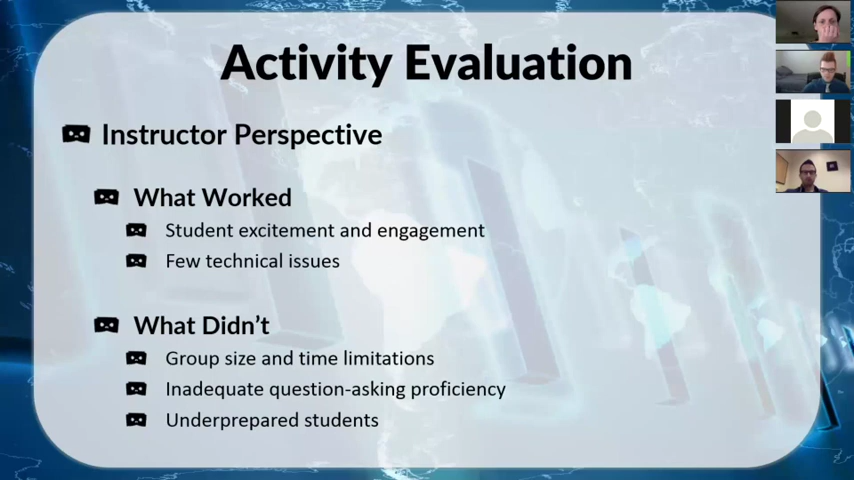 Activity Evaluation
Instructor Perspective
What Worked
Student excitement and engagement
Few technical issues
What Didn't
Group size and time limitations
Inadequate question-asking proficiency
Underprepared students